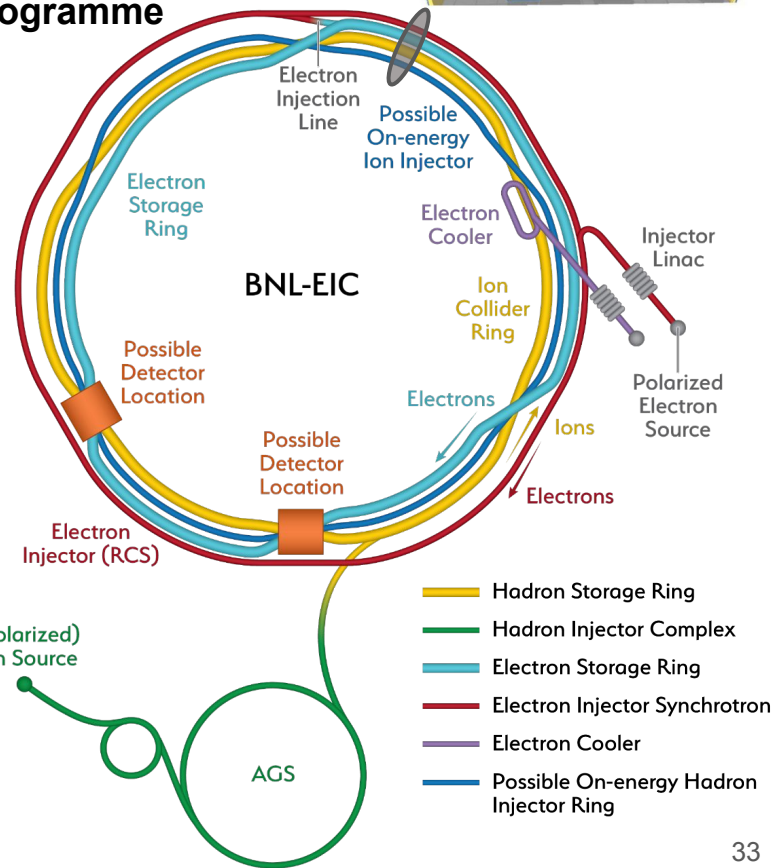 ogramme
Electron
Injection
Line
Possible
On-energy
Ion Injector
Electron
Storage
Ring
Electron
Cooler
Injector
Linac
BNL-EIC
Ion
Collider
Ring
Possible
Detector
Location
Polarized
Electron
Source
Electrons
Ions
Possible
Detector
Location
Electrons
Electron
Injector (RCS)
Hadron Storage Ring
Hadron Injector Complex
olarized)
n Source
Electron Storage Ring
Electron Injector Synchrotron
Electron Cooler
AGS
Possible On-energy Hadron
Injector Ring
33